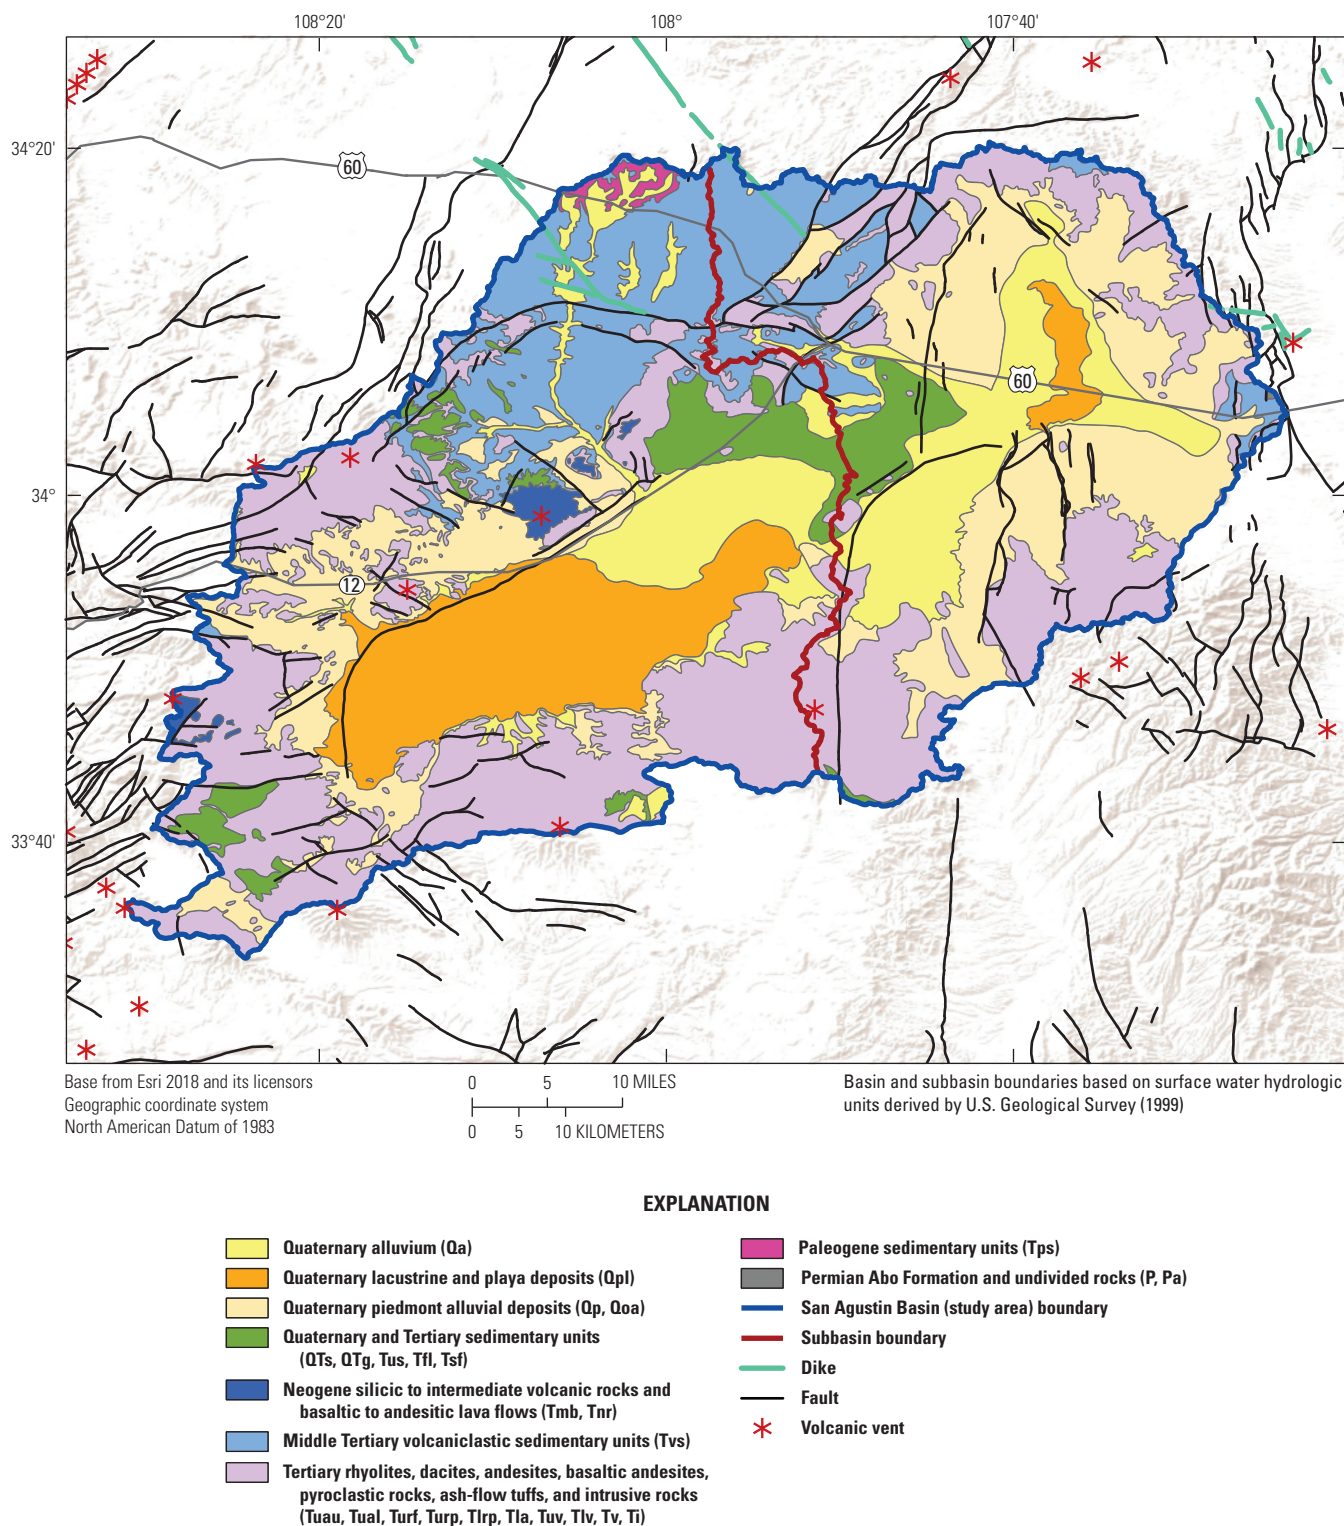 108°20'
108°
107°40'
34°20'
60
60
34°
12
33°40'
Base from Esri 2018 and its licensors
Geographic coordinate system
North American Datum of 1983
0 5 10 MILES
0 5 10 KILOMETERS
Basin and subbasin boundaries based on surface water hydrologic
units derived by U.S. Geological Survey (1999)
EXPLANATION
Quaternary alluvium (Qa)
Quaternary lacustrine and playa deposits (Qpl)
Quaternary piedmont alluvial deposits (Qp, Qoa)
Quaternary and Tertiary sedimentary units
(QTs, QTg, Tus, Tfl, Tsf)
Neogene silicic to intermediate volcanic rocks and
basaltic to andesitic lava flows (Tmb, Tnr)
Middle Tertiary volcaniclastic sedimentary units (Tvs)
Tertiary rhyolites, dacites, andesites, basaltic andesites,
pyroclastic rocks, ash-flow tuffs, and intrusive rocks
(Tuau, Tual, Turf, Turp, Tlrp, Tla, Tuv, Tlv, Tv, Ti)
Paleogene sedimentary units (Tps)
Permian Abo Formation and undivided rocks (P, Pa)
San Agustin Basin (study area) boundary
Subbasin boundary
Dike
Fault
Volcanic vent